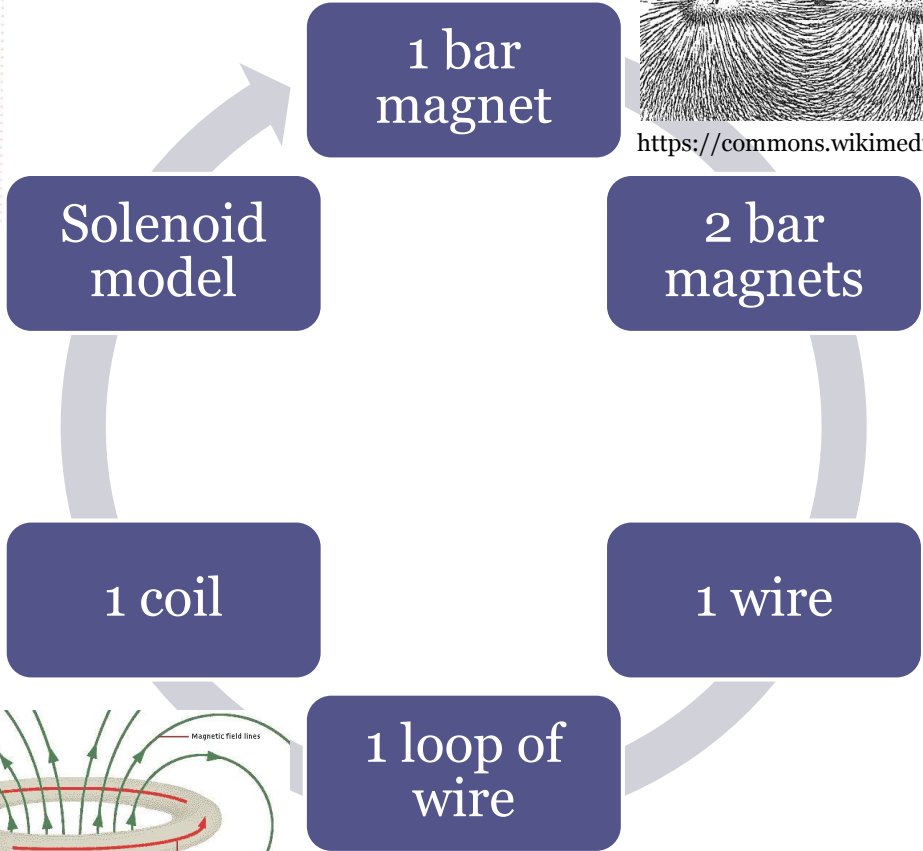 1 bar
magnet
https://commons.wikimed
2 bar
magnets
1 wire
1 loop of
wire
Magnetic field lines
1 coil
Solenoid
model